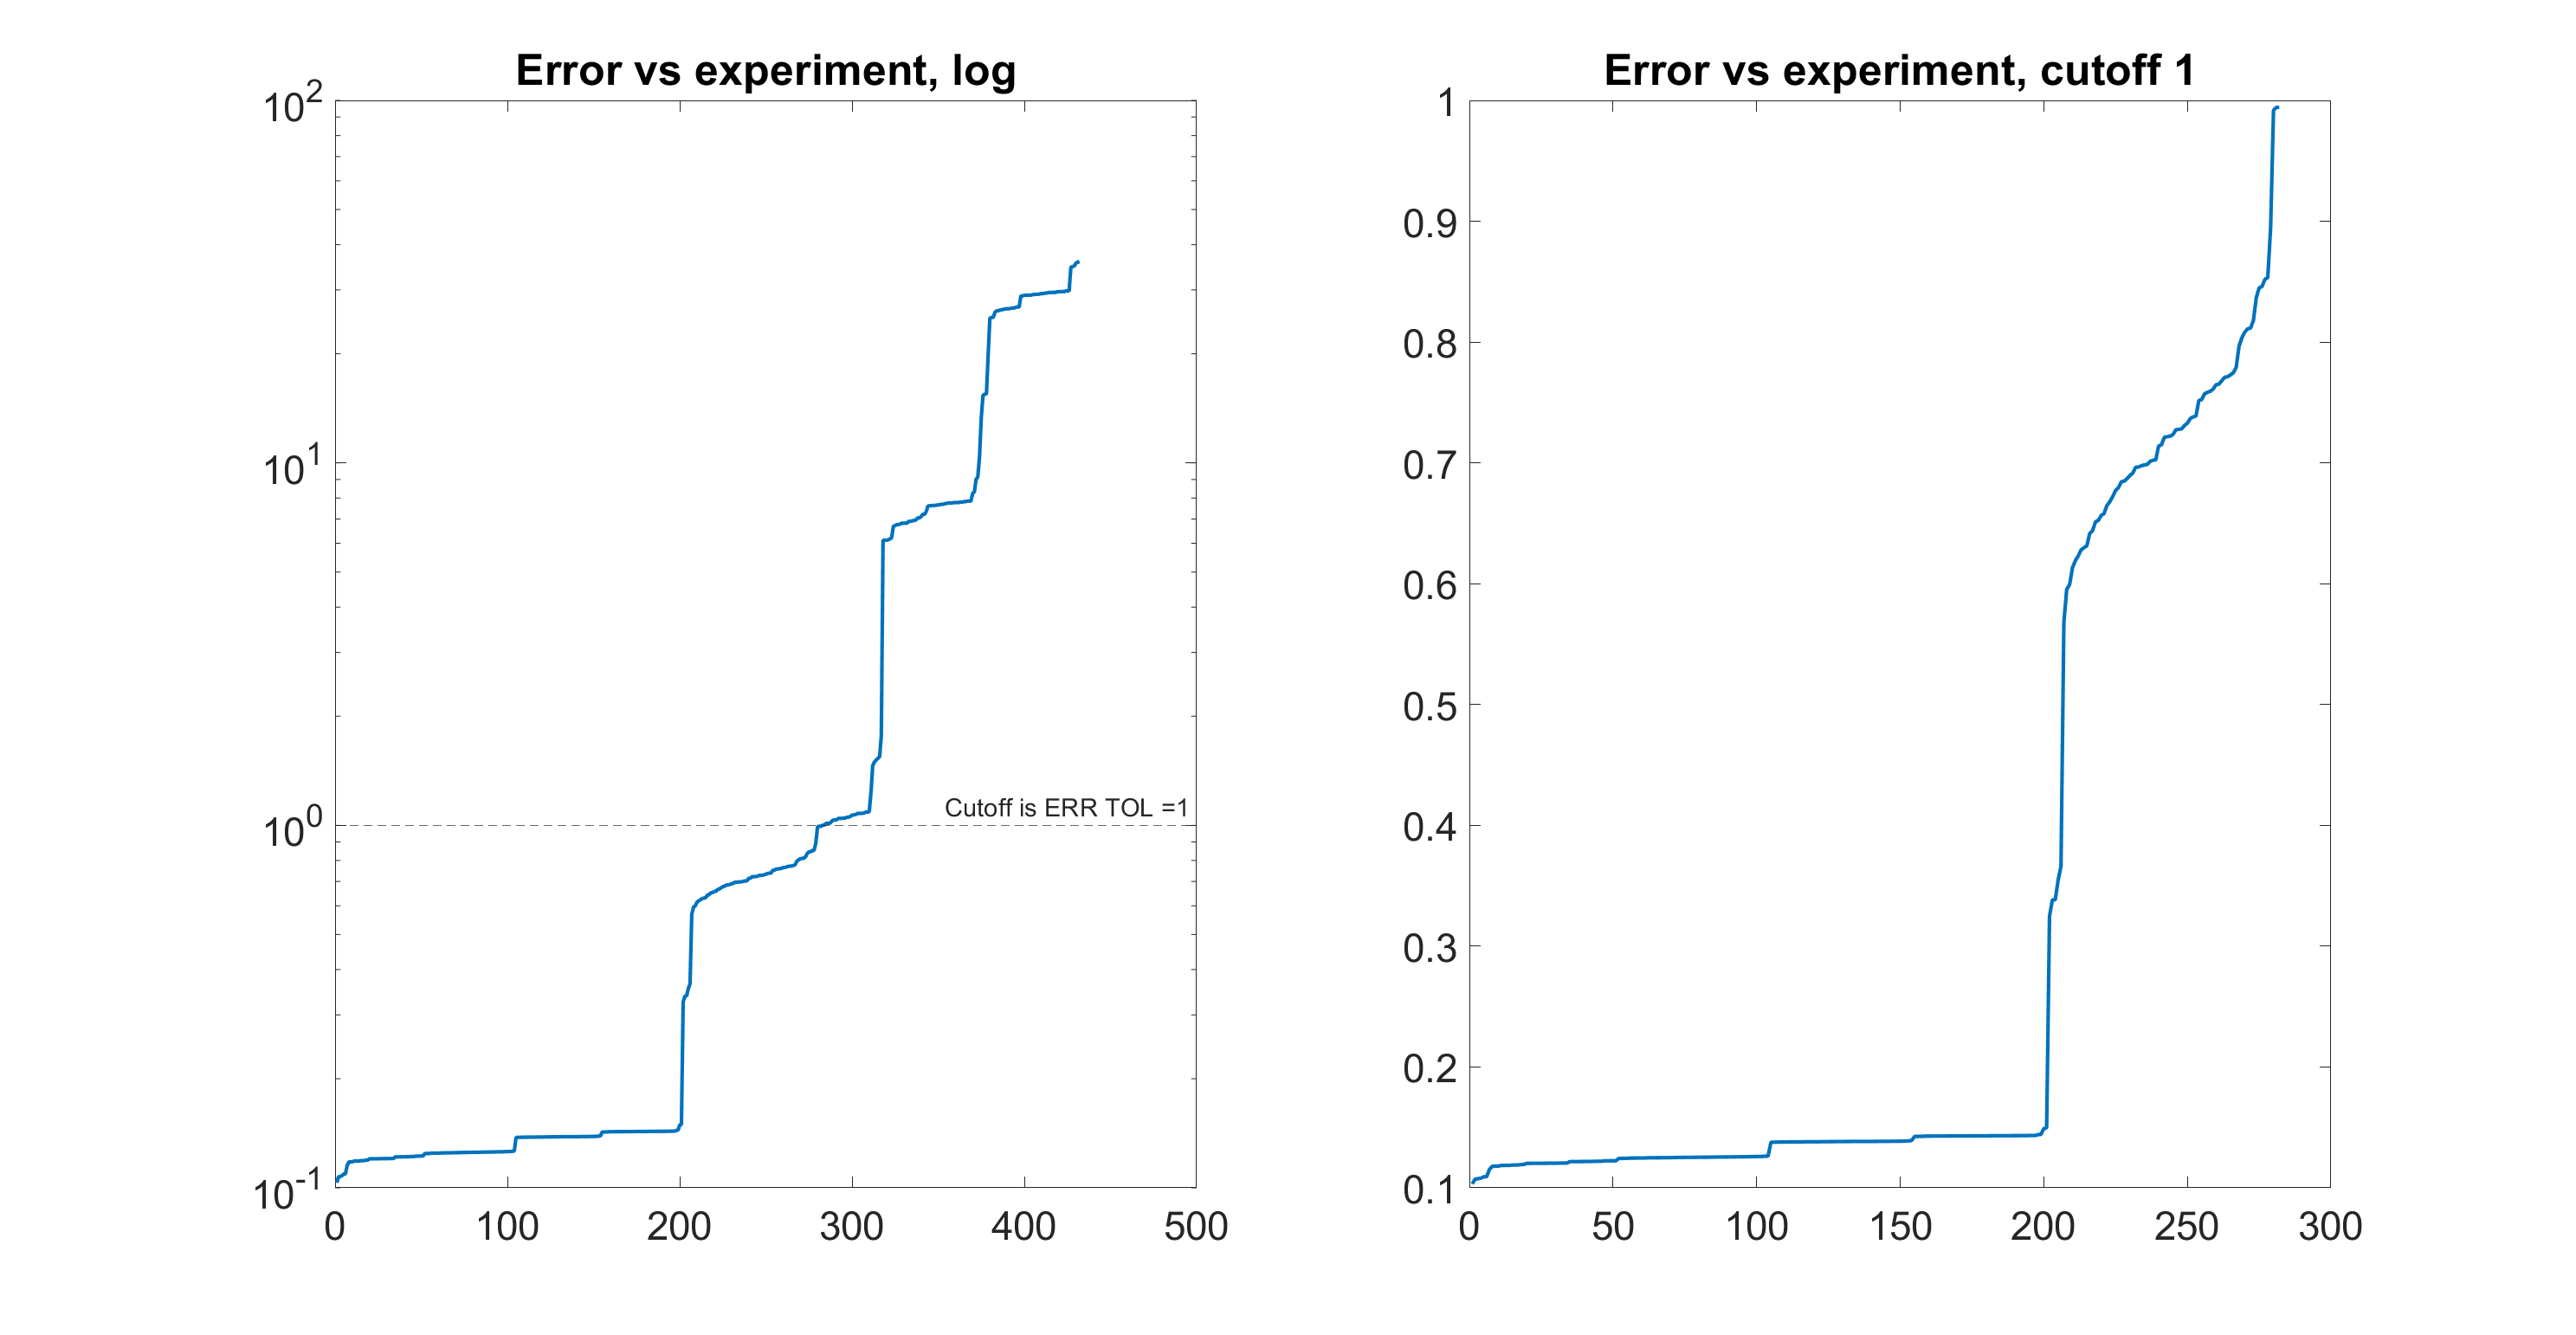 Error vs experiment, log
10^2
10^1
10^0
10^-1
Cutoff is ERR TOL =1
0 100 200 300 400 500
Error vs experiment, cutoff 1
1
0.9
0.8
0.7
0.6
0.5
0.4
0.3
0.2
0.1
0 50 100 150 200 250 300